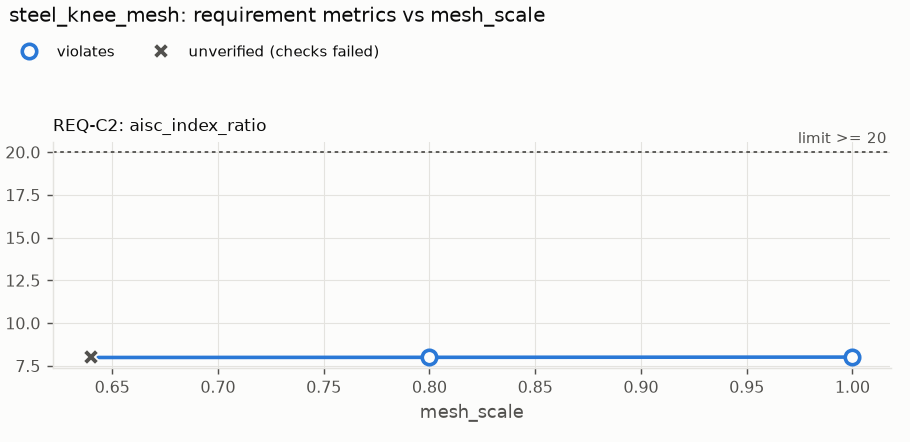 steel_knee_mesh: requirement metrics vs mesh_scale
violates
unverified (checks failed)
REQ-C2: aisc_index_ratio
limit >= 20
20.0
17.5
15.0
12.5
10.0
7.5
0.65 0.70 0.75 0.80 0.85 0.90 0.95 1.00
mesh_scale